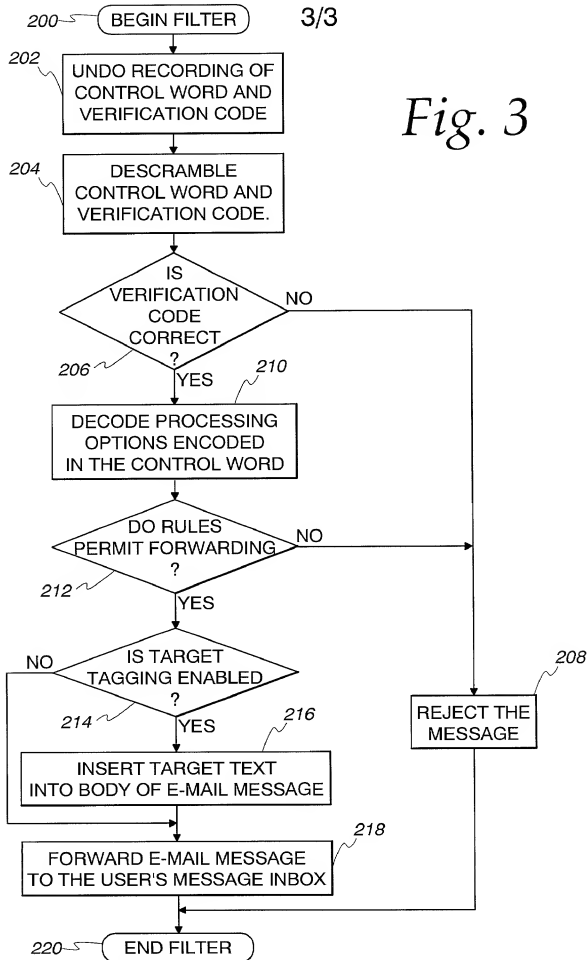 200
BEGIN FILTER
3/3
202
UNDO RECORDING OF
CONTROL WORD AND
VERIFICATION CODE
Fig. 3
204
DESCRAMBLE
CONTROL WORD AND
VERIFICATION CODE.
IS
VERIFICATION
CODE
CORRECT
?
NO
206
YES
210
DECODE PROCESSING
OPTIONS ENCODED
IN THE CONTROL WORD
DO RULES
PERMIT FORWARDING
?
NO
212
YES
NO
IS TARGET
TAGGING ENABLED
?
214
YES
208
REJECT THE
MESSAGE
216
INSERT TARGET TEXT
INTO BODY OF E-MAIL MESSAGE
218
FORWARD E-MAIL MESSAGE
TO THE USER'S MESSAGE INBOX
220
END FILTER